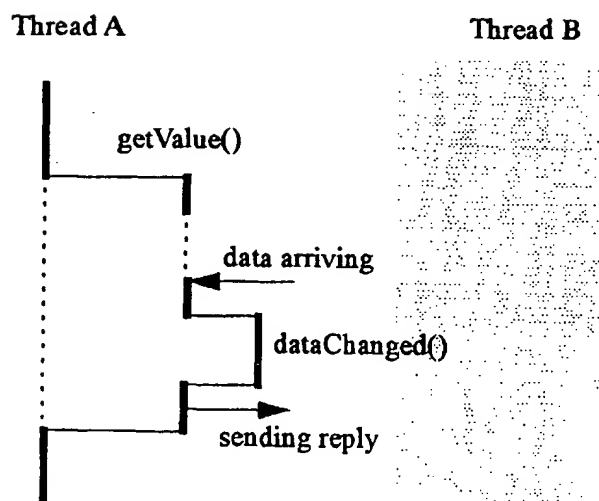 Thread A
Thread B
getValue()
data arriving
dataChanged()
sending reply